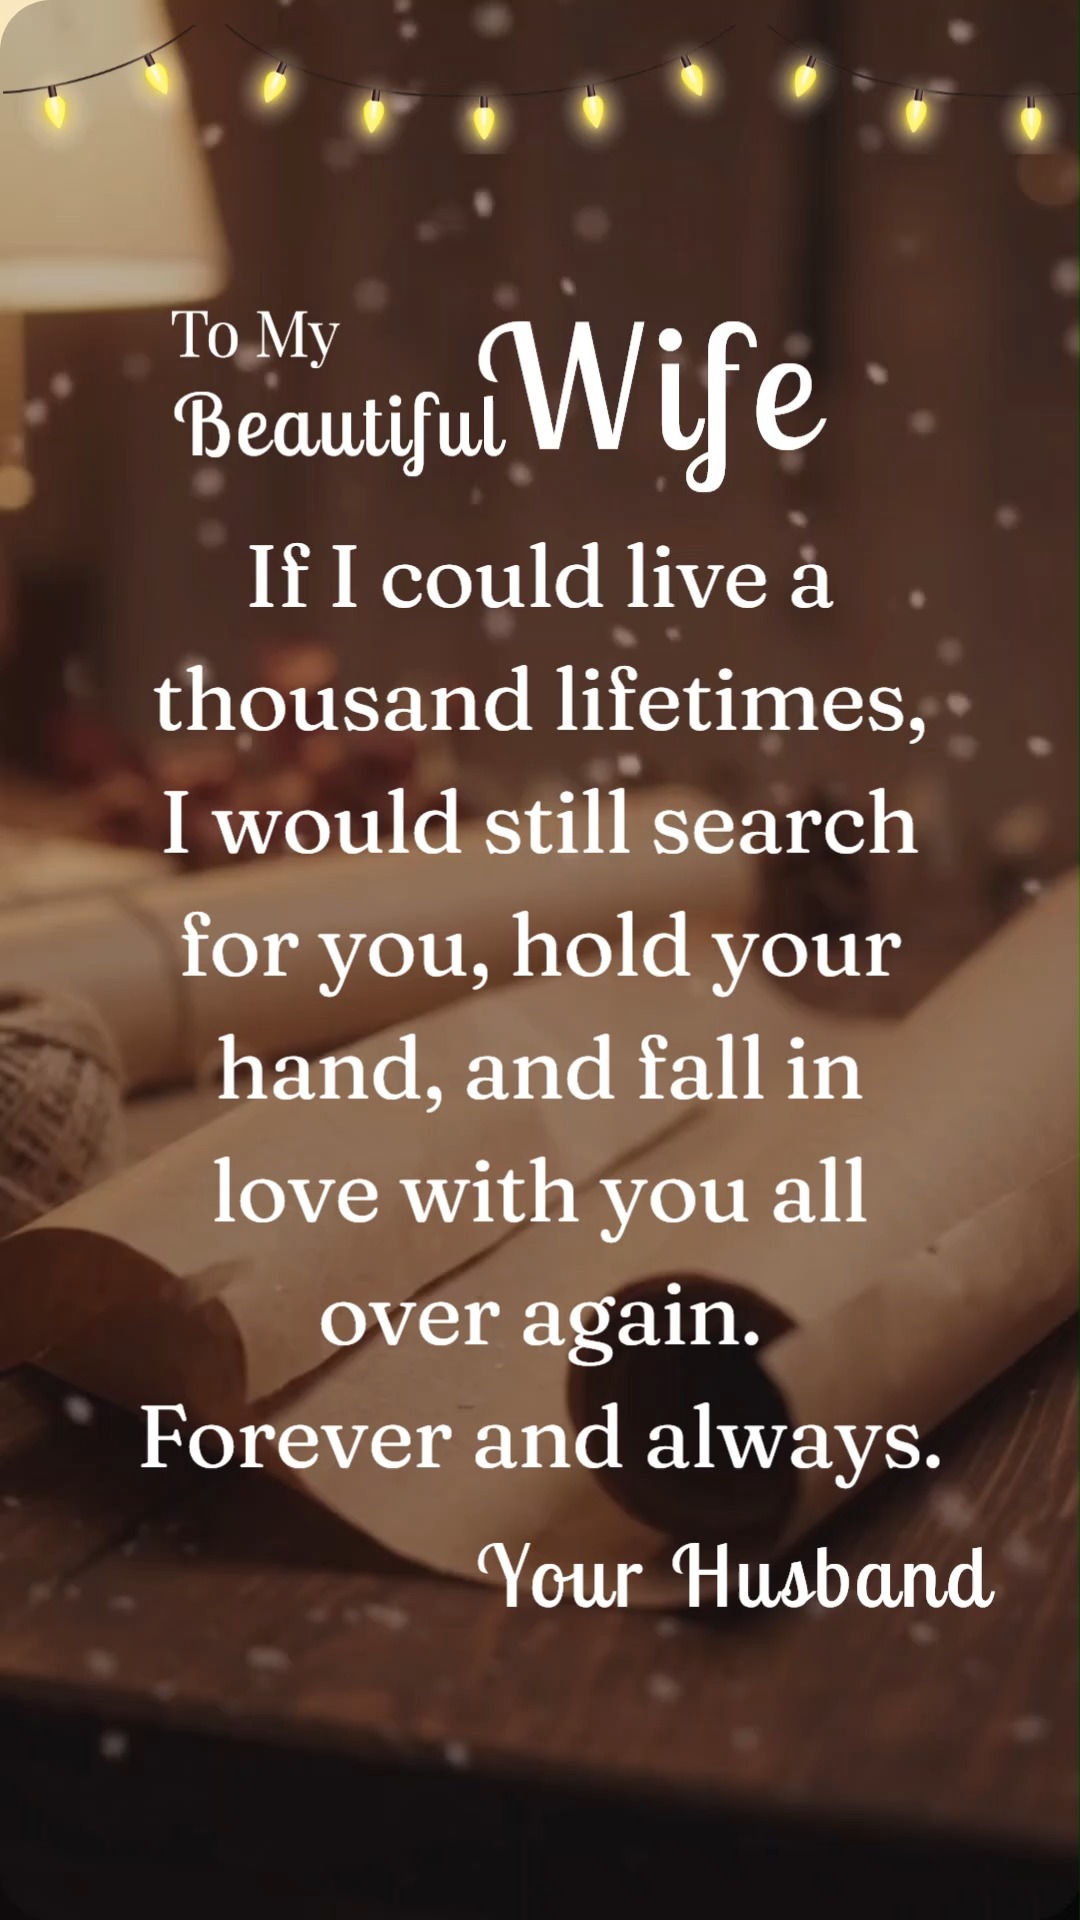 To My
Beautiful Wife
If I could live a
thousand lifetimes,
I would still search
for you, hold your
hand, and fall in
love with you all
over again.
Forever and always.
Your Husband